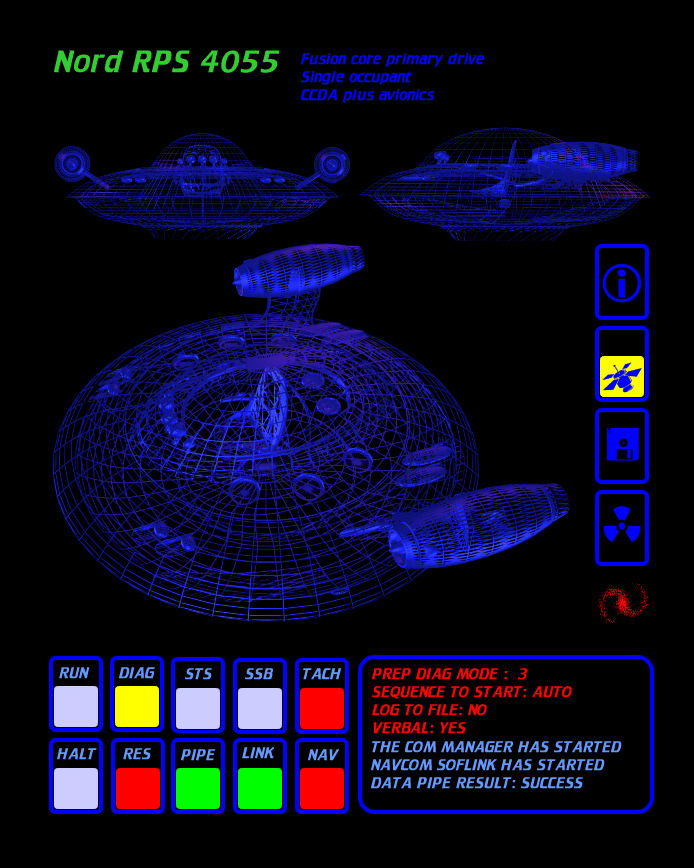 Nord RPS 4055
Fusion core primary drive
Single occupant
CCDA plus avionics
RUN
DIAG
STS
SSB
TACH
HALT
RES
PIPE
LINK
NAV
PREP DIAG MODE : 3
SEQUENCE TO START: AUTO
LOG TO FILE: NO
VERBAL: YES
THE COM MANAGER HAS STARTED
NAVCOM SOFLINK HAS STARTED
DATA PIPE RESULT: SUCCESS